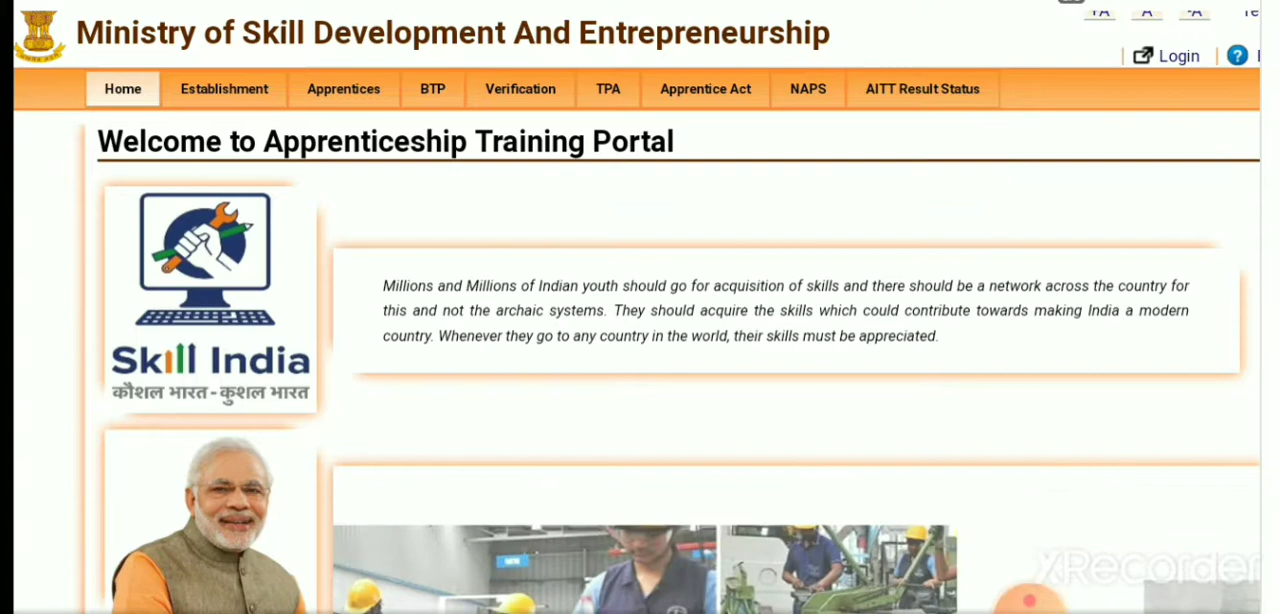 Ministry of Skill Development And Entrepreneurship
+A A -A
Login
?
Home Establishment Apprentices BTP Verification TPA Apprentice Act NAPS AITT Result Status
Welcome to Apprenticeship Training Portal
Skill India
कौशल भारत - कुशल भारत
Millions and Millions of Indian youth should go for acquisition of skills and there should be a network across the country for
this and not the archaic systems. They should acquire the skills which could contribute towards making India a modern
country. Whenever they go to any country in the world, their skills must be appreciated.
XRecorder